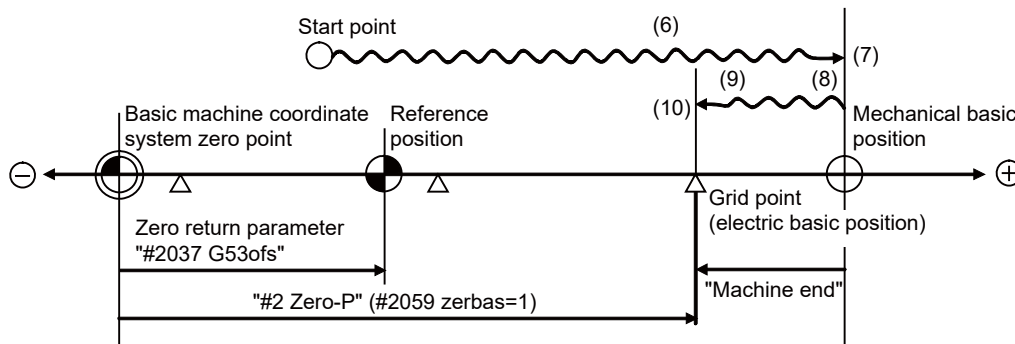 Start point
(6)
(7)
(9)
(8)
(10)
Basic machine coordinate
system zero point
Reference
position
Mechanical basic
position
⊖
⊕
Grid point
(electric basic position)
Zero return parameter
"#2037 G53ofs"
"Machine end"
"#2 Zero-P" (#2059 zerbas=1)